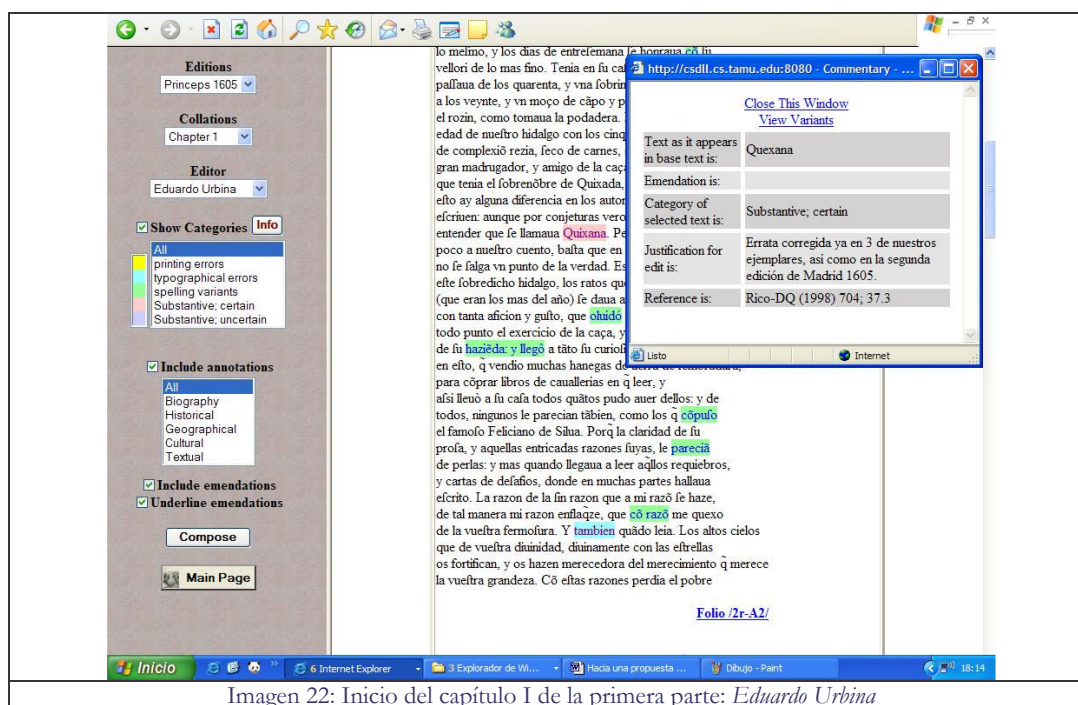 Editions
Princeps 1605
Collations
Chapter 1
Editor
Eduardo Urbina
Show Categories Info
All
printing errors
typographical errors
spelling variants
Substantive; certain
Substantive; uncertain
Include annotations
All
Biography
Historical
Geographical
Cultural
Textual
Include emendations
Underline emendations
Compose
Main Page
lo meſmo, y los dias de entreſemana ſe honraua cõ ſu
vellori de lo mas fino. Tenia en ſu
paſſaua de los quarenta, y vna
a los veynte, y vn moço de cãpo y
el rozin, como tomaua la podadera.
edad de nueſtro hidalgo con los
de complexiõ rezia, ſeco de carnes,
gran madrugador, y amigo de la
que tenia el ſobrenõbre de Quixada,
eſto ay alguna diferencia en los
eſcriuen: aunque por conjeturas
entender que ſe llamaua Quixana.
poco a nueſtro cuento, baſta que en
no ſe ſalga vn punto de la verdad.
eſte ſobredicho hidalgo, los ratos
(que eran los mas del año) ſe daua a
con tanta aficion y guſto, que oluidó
todo punto el exercicio de la caça, y
de ſu haziẽda: y llegó a tãto ſu
en eſto, q̃ vendio muchas hanegas de
para cõprar libros de cauallerias en q̃ leer, y
aſsi lleuò a ſu caſa todos quãtos pudo auer dellos: y de
todos, ningunos le parecian tãbien, como los q̃ cõpuſo
el famoſo Feliciano de Silua. Porq̃ la claridad de ſu
proſa, y aquellas entricadas razones ſuyas, le pareciã
de perlas: y mas quando llegaua a leer aq̃llos requiebros,
y cartas de deſafios, donde en muchas partes hallaua
eſcrito. La razon de la ſin razon que a mi razõ ſe haze,
de tal manera mi razon enflaq̃ze, que cõ razõ me quexo
de la vueſtra fermoſura. Y tambien quãdo leia. Los altos cielos
que de vueſtra diuinidad, diuinamente con las eſtrellas
os fortifican, y os hazen merecedora del merecimiento q̃ merece
la vueſtra grandeza. Cõ eſtas razones perdia el pobre
Folio /2r-A2/
http://csdll.cs.tamu.edu:8080 - Commentary - ...
Close This Window
View Variants
Text as it appears in base text is: Quexana
Emendation is:
Category of selected text is: Substantive; certain
Justification for edit is: Errata corregida ya en 3 de nuestros
ejemplares, así como en la segunda
edición de Madrid 1605.
Reference is: Rico-DQ (1998) 704; 37.3
Listo Internet
Inicio 6 Internet Explorer 3 Explorador de Wi... Hacia una propuesta ... Dibujo - Paint 18:14
Imagen 22: Inicio del capítulo I de la primera parte: Eduardo Urbina